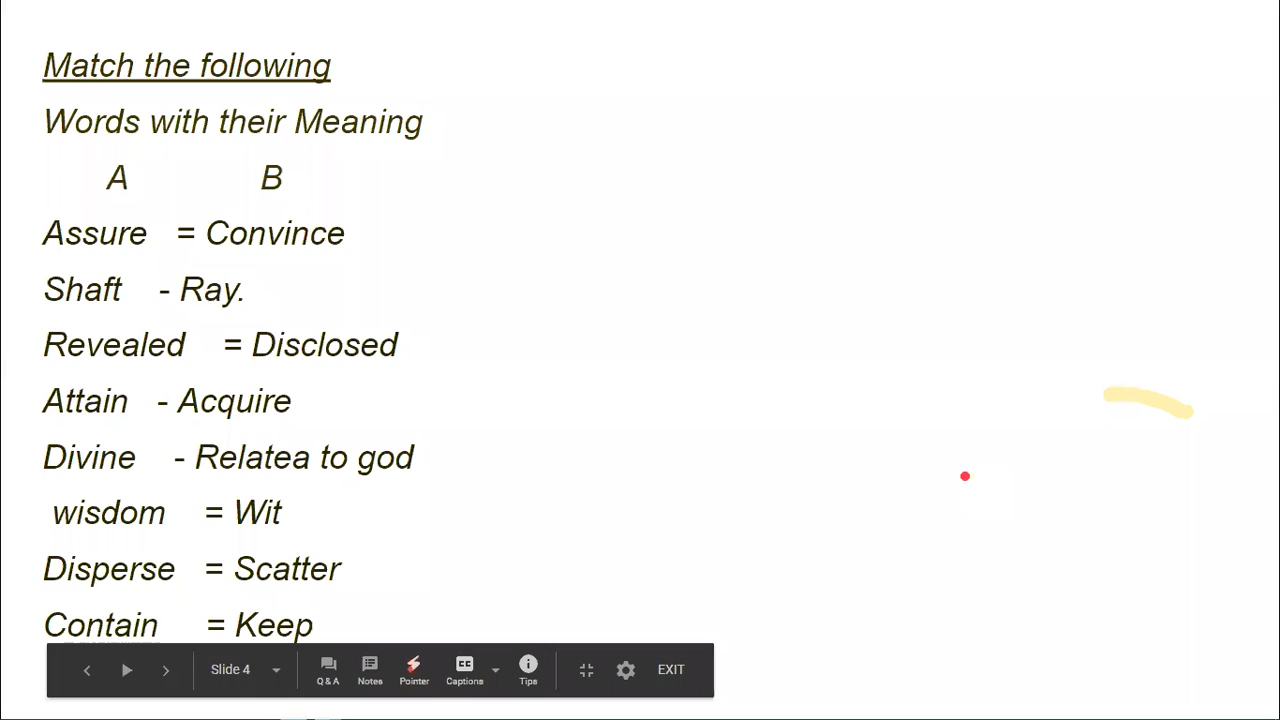 Match the following
Words with their Meaning
A B
Assure = Convince
Shaft - Ray.
Revealed = Disclosed
Attain - Acquire
Divine - Relatea to god
wisdom = Wit
Disperse = Scatter
Contain = Keep
Slide 4 Q & A Notes Pointer CC Captions Tips EXIT